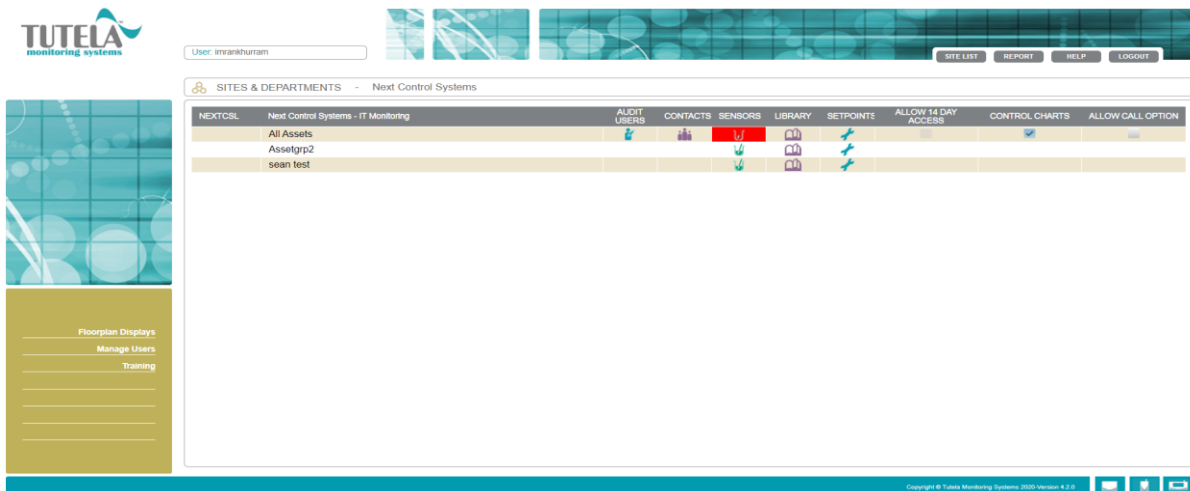 TUTELA
monitoring systems
User: imrankhurram
SITE LIST REPORT HELP LOGOUT
SITES & DEPARTMENTS - Next Control Systems
NEXTCSL Next Control Systems - IT Monitoring AUDIT USERS CONTACTS SENSORS LIBRARY SETPOINTS ALLOW 14 DAY ACCESS CONTROL CHARTS ALLOW CALL OPTION
All Assets
Assetgrp2
sean test
Floorplan Displays
Manage Users
Training
Copyright © Tutela Monitoring Systems 2020-Version 4.2.0